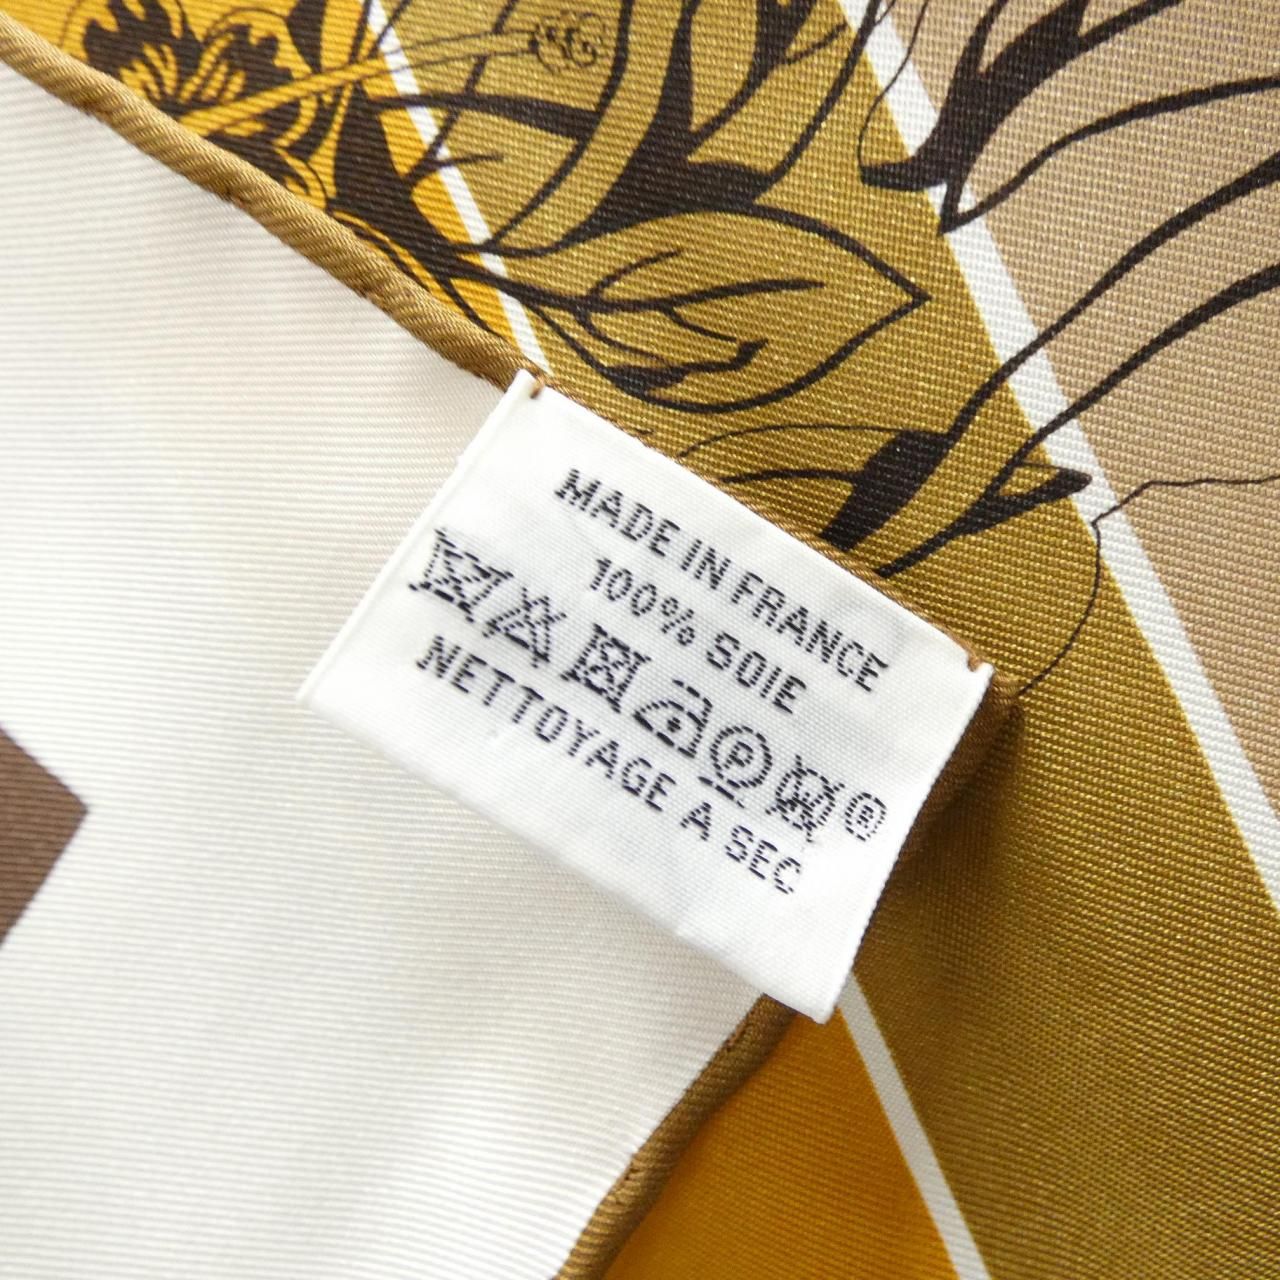 MADE IN FRANCE
100% SOIE
P ®
NETTOYAGE A SEC